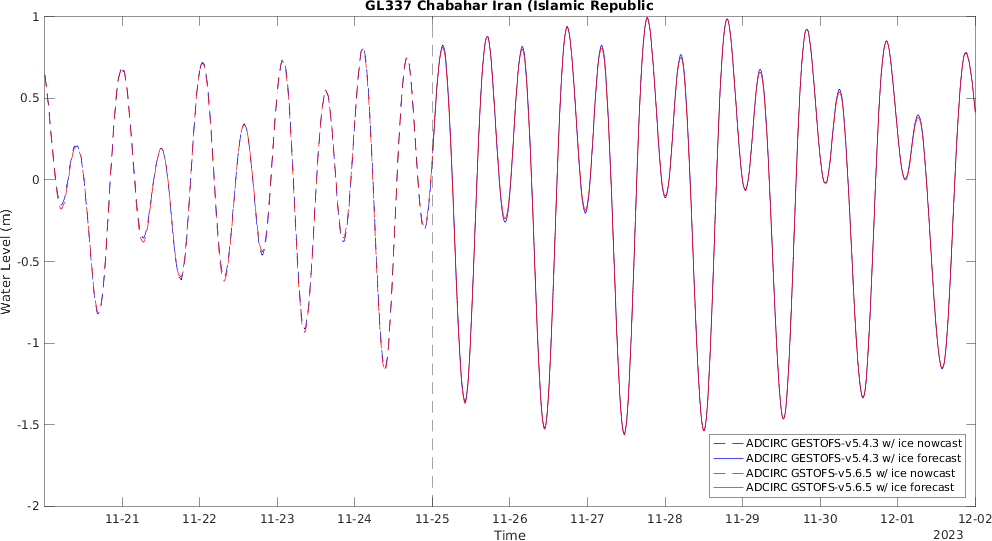 GL337 Chabahar Iran (Islamic Republic
Water Level (m)
1
0.5
0
-0.5
-1
-1.5
-2
11-21 11-22 11-23 11-24 11-25 11-26 11-27 11-28 11-29 11-30 12-01 12-02
Time
2023
ADCIRC GESTOFS-v5.4.3 w/ ice nowcast
ADCIRC GESTOFS-v5.4.3 w/ ice forecast
ADCIRC GSTOFS-v5.6.5 w/ ice nowcast
ADCIRC GSTOFS-v5.6.5 w/ ice forecast